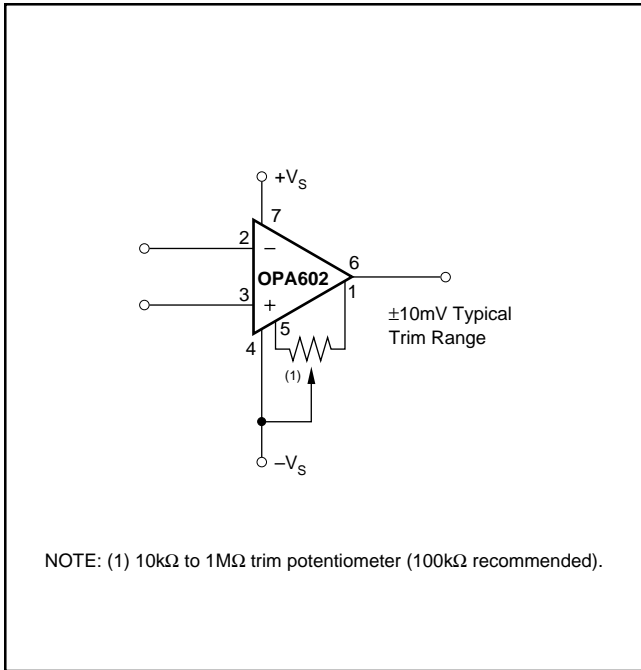 +VS
7
2
−
OPA602
6
3
+
1
5
4
(1)
±10mV Typical
Trim Range
–VS
NOTE: (1) 10kΩ to 1MΩ trim potentiometer (100kΩ recommended).